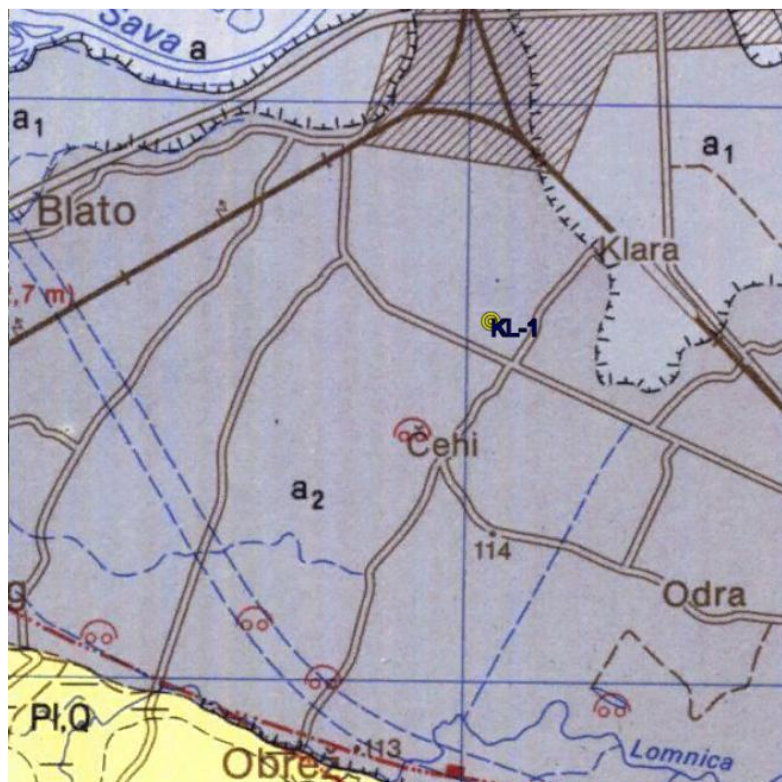 Sava
a
a₁
a₁
Blato
Klara
,7 m)
KL-1
Čehi
a₂
114
g
Odra
Pl,Q
Obrež
113
Lomnica